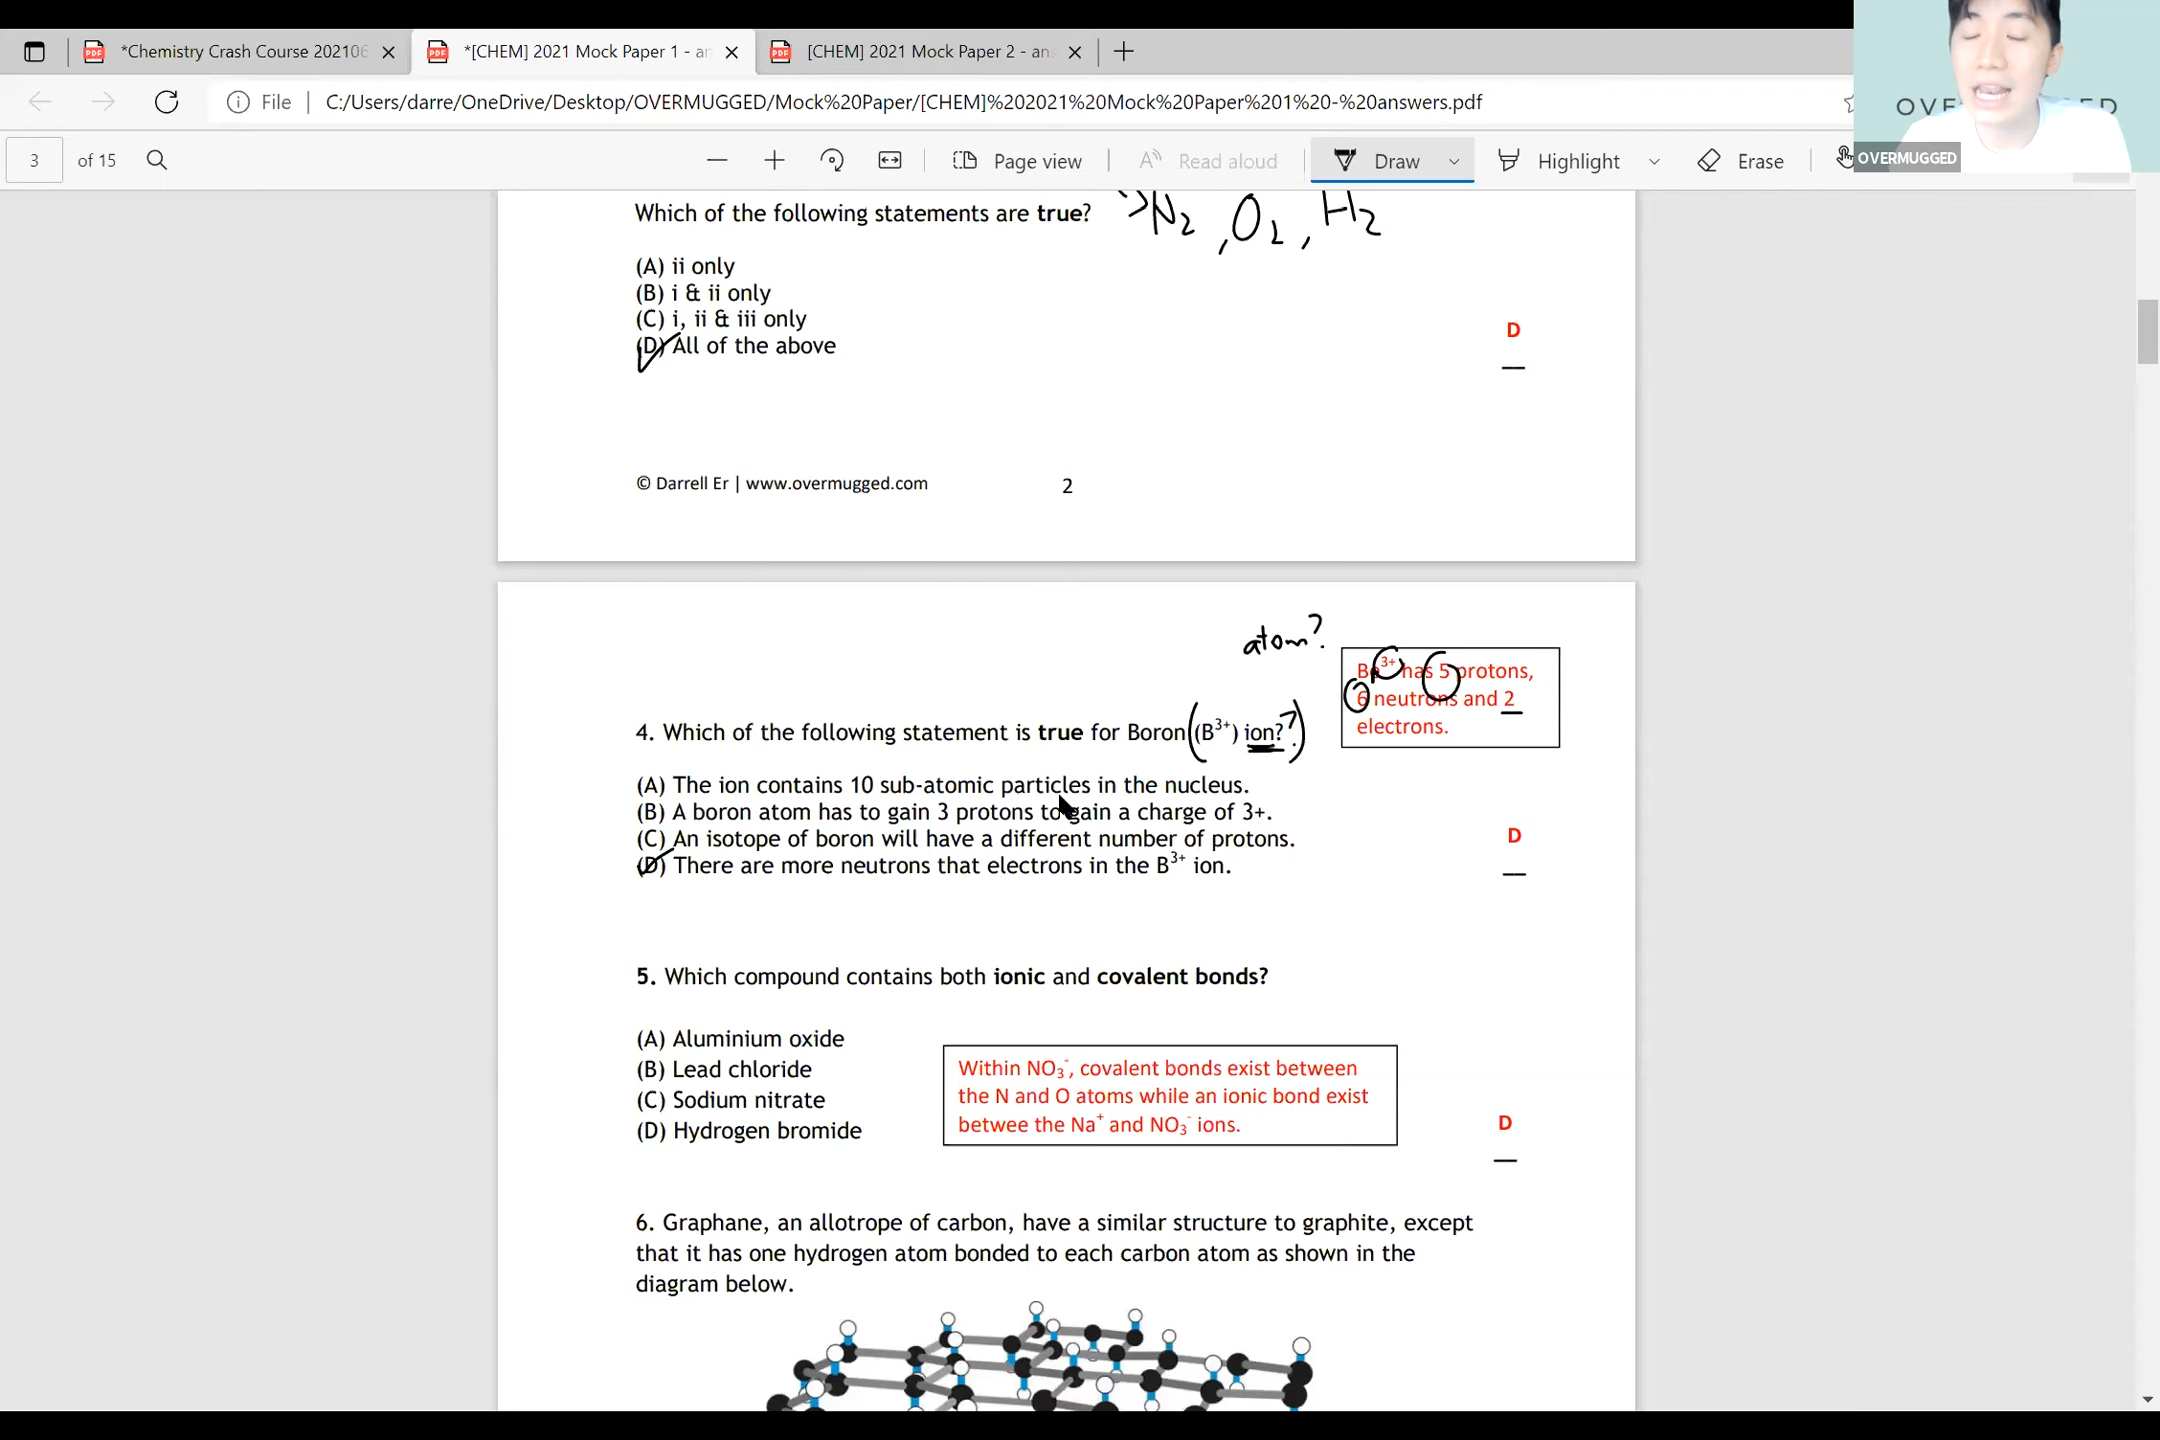 *Chemistry Crash Course 202106
*[CHEM] 2021 Mock Paper 1 - an
[CHEM] 2021 Mock Paper 2 - ans
File
C:/Users/darre/OneDrive/Desktop/OVERMUGGED/Mock%20Paper/[CHEM]%202021%20Mock%20Paper%201%20-%20answers.pdf
3 of 15
Page view
Read aloud
Draw
Highlight
Erase
OVERMUGGED
Which of the following statements are true?
N2, O2, H2
(A) ii only
(B) i & ii only
(C) i, ii & iii only
(D) All of the above
D
© Darrell Er | www.overmugged.com
2
atom?
3+ has 5 protons,
6 neutrons and 2
electrons.
4. Which of the following statement is true for Boron (B3+) ion??
(A) The ion contains 10 sub-atomic particles in the nucleus.
(B) A boron atom has to gain 3 protons to gain a charge of 3+.
(C) An isotope of boron will have a different number of protons.
(D) There are more neutrons that electrons in the B3+ ion.
D
5. Which compound contains both ionic and covalent bonds?
(A) Aluminium oxide
(B) Lead chloride
(C) Sodium nitrate
(D) Hydrogen bromide
Within NO3-, covalent bonds exist between
the N and O atoms while an ionic bond exist
betwee the Na+ and NO3- ions.
D
6. Graphane, an allotrope of carbon, have a similar structure to graphite, except
that it has one hydrogen atom bonded to each carbon atom as shown in the
diagram below.